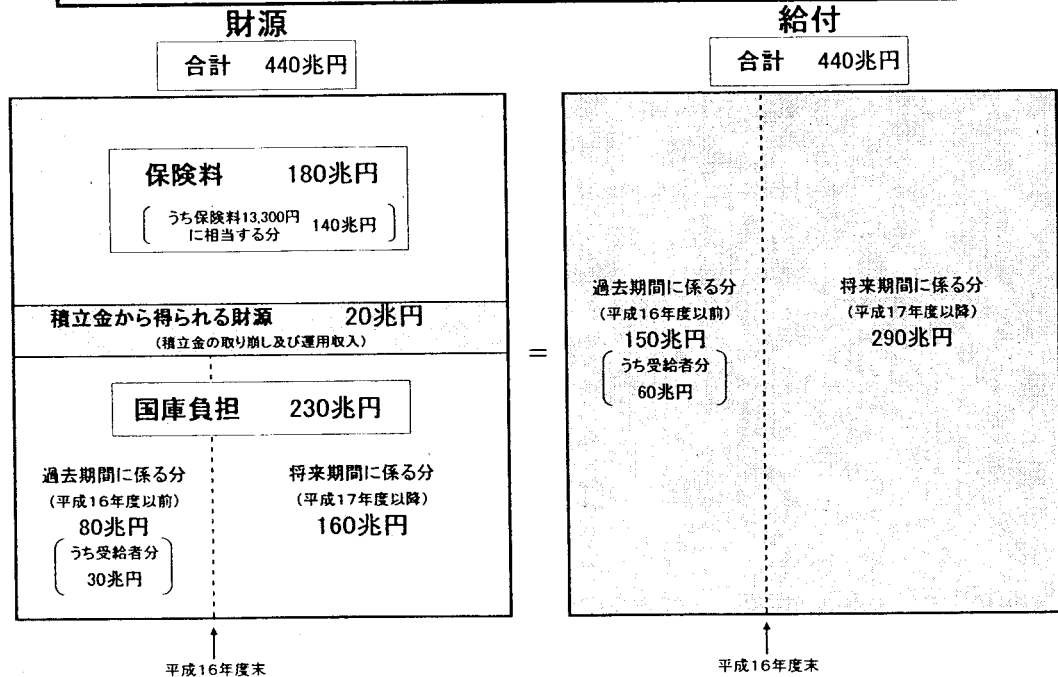 財源
合計 440兆円
保険料 180兆円
うち保険料13,300円
に相当する分 140兆円
積立金から得られる財源 20兆円
(積立金の取り崩し及び運用収入)
国庫負担 230兆円
過去期間に係る分
(平成16年度以前)
80兆円
うち受給者分
30兆円
将来期間に係る分
(平成17年度以降)
160兆円
平成16年度末
=
給付
合計 440兆円
過去期間に係る分
(平成16年度以前)
150兆円
うち受給者分
60兆円
将来期間に係る分
(平成17年度以降)
290兆円
平成16年度末